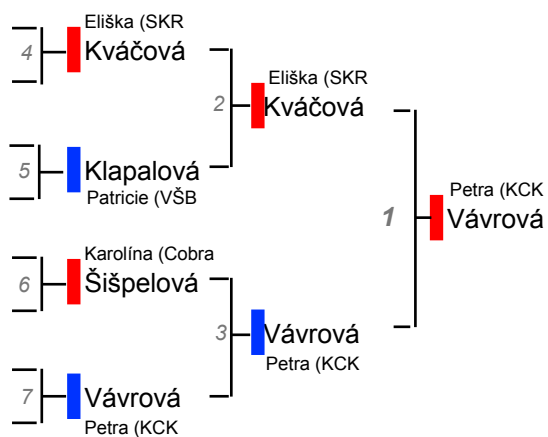 Eliška (SKR
4
Kváčová
5
Klapalová
Patricie (VŠB
Karolína (Cobra
6
Šišpelová
7
Vávrová
Petra (KCK
Eliška (SKR
2
Kváčová
3
Vávrová
Petra (KCK
1
Petra (KCK
Vávrová